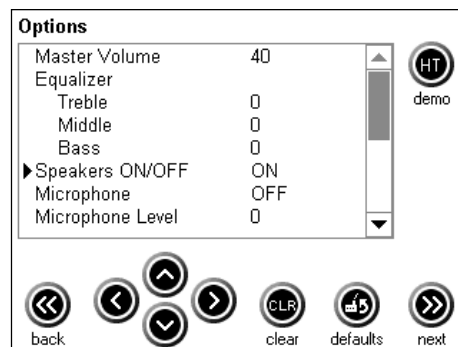 Options
Master Volume 40
Equalizer
Treble 0
Middle 0
Bass 0
Speakers ON/OFF ON
Microphone OFF
Microphone Level 0
HT
demo
back
CLR
clear
defaults
next